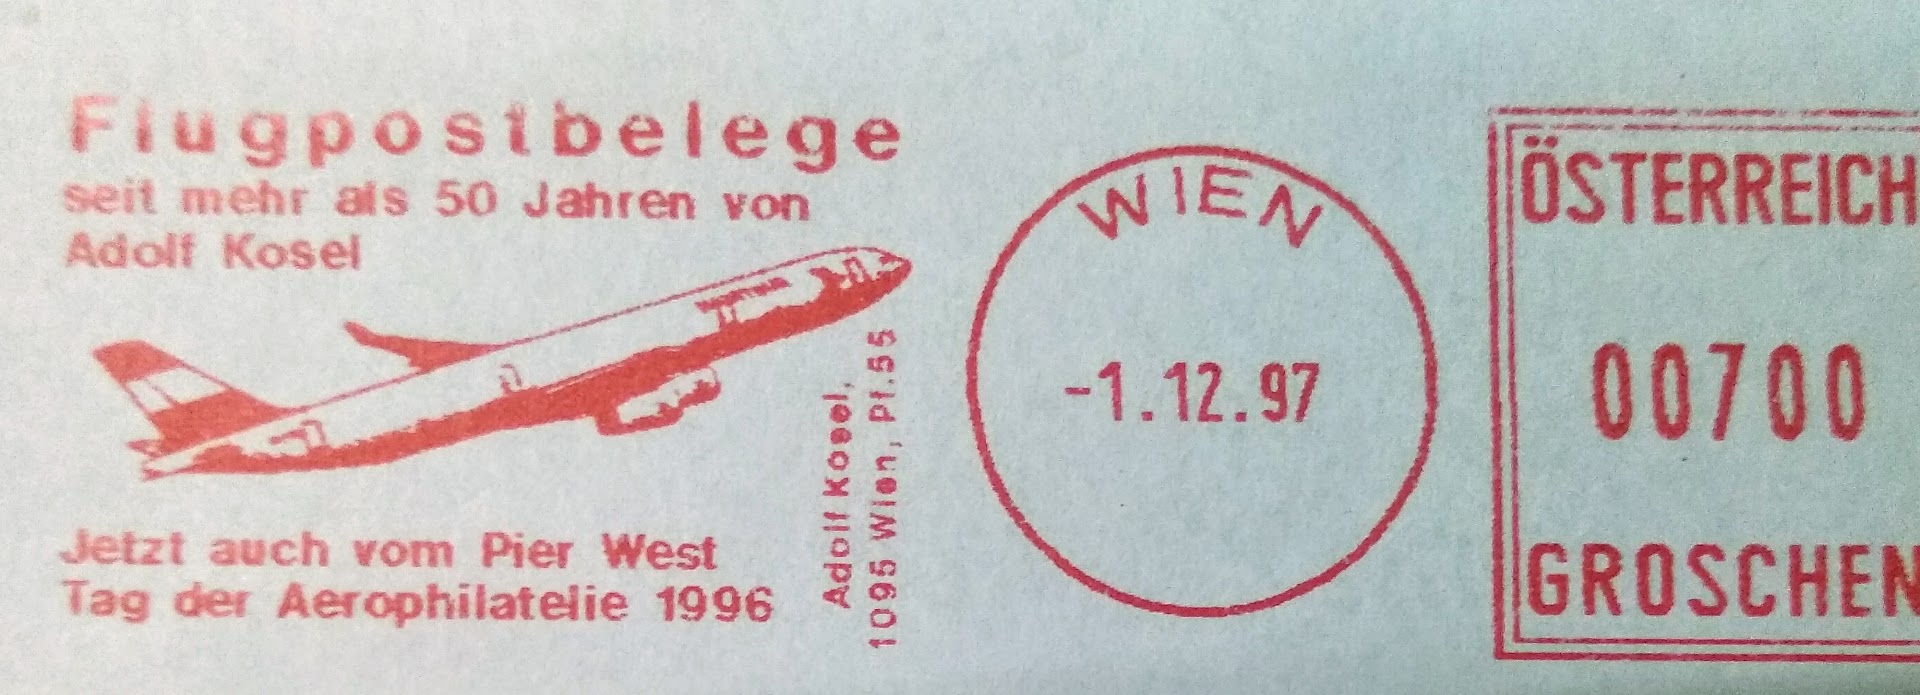 Flugpostbelege
seit mehr als 50 Jahren von
Adolf Kosel
Jetzt auch vom Pier West
Tag der Aerophilatelie 1996
Adolf Kosel,
1095 Wien, Pf.55
WIEN
-1.12.97
ÖSTERREICH
00700
GROSCHEN